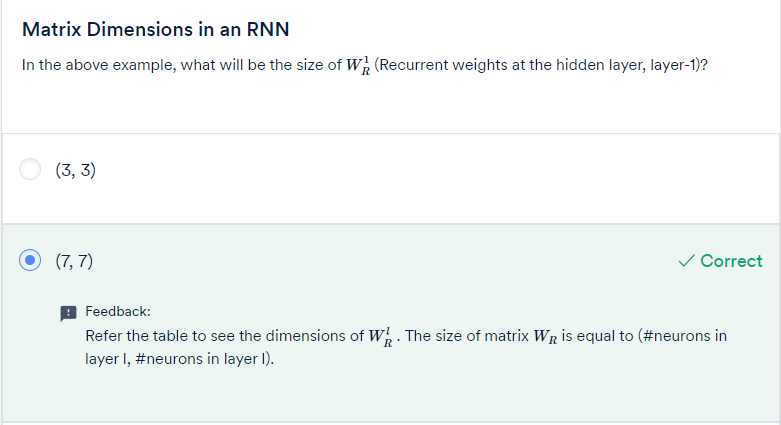 Matrix Dimensions in an RNN
In the above example, what will be the size of $W_R^1$ (Recurrent weights at the hidden layer, layer-1)?
(3, 3)
(7, 7)
Correct
Feedback:
Refer the table to see the dimensions of $W_R^l$ . The size of matrix $W_R$ is equal to (#neurons in
layer l, #neurons in layer l).